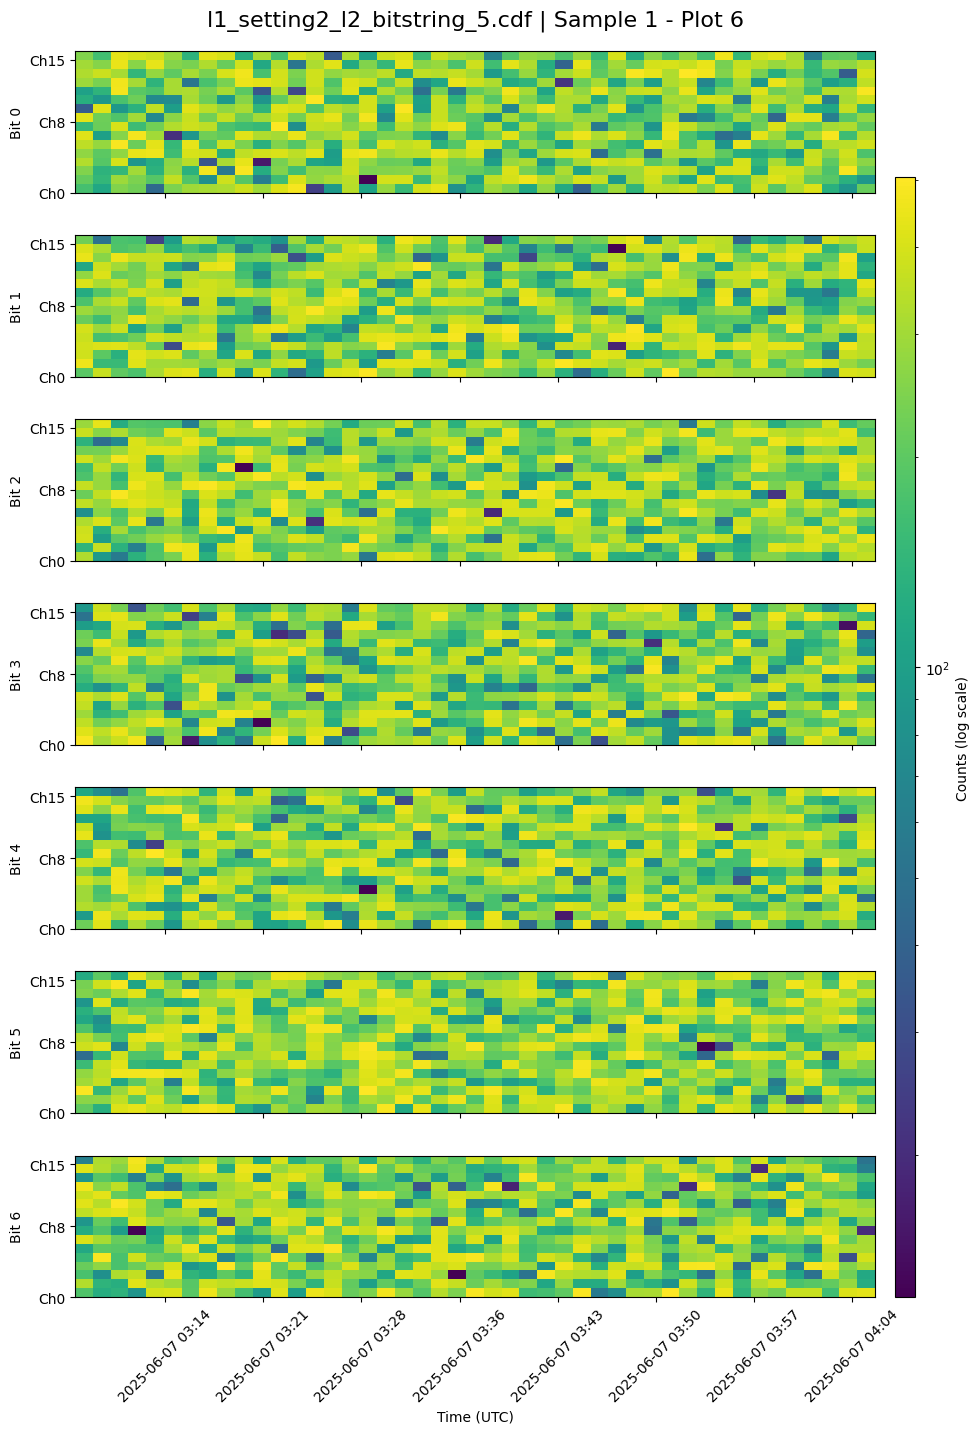 l1_setting2_l2_bitstring_5.cdf | Sample 1 - Plot 6
Bit 0
Ch15
Ch8
Ch0
Bit 1
Ch15
Ch8
Ch0
Bit 2
Ch15
Ch8
Ch0
Bit 3
Ch15
Ch8
Ch0
Bit 4
Ch15
Ch8
Ch0
Bit 5
Ch15
Ch8
Ch0
Bit 6
Ch15
Ch8
Ch0
10²
Counts (log scale)
2025-06-07 03:14
2025-06-07 03:21
2025-06-07 03:28
2025-06-07 03:36
2025-06-07 03:43
2025-06-07 03:50
2025-06-07 03:57
2025-06-07 04:04
Time (UTC)